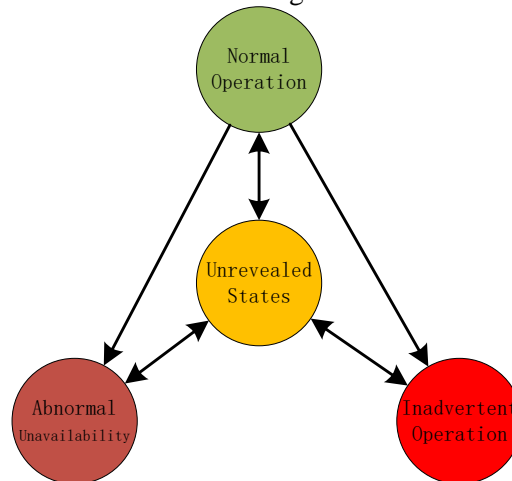 Normal
Operation
Unrevealed
States
Abnormal
Unavailability
Inadvertent
Operation